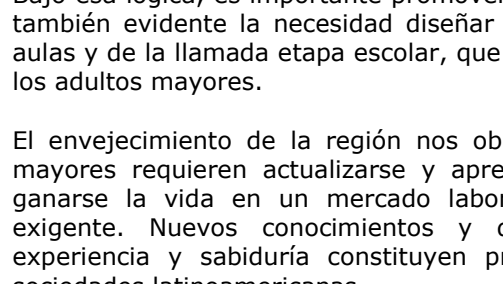 Bajo esa lógica, es importante promover
también evidente la necesidad diseñar
aulas y de la llamada etapa escolar, que
los adultos mayores.
El envejecimiento de la región nos ob
mayores requieren actualizarse y apre
ganarse la vida en un mercado labor
exigente. Nuevos conocimientos y
experiencia y sabiduría constituyen pr
sociedades latinoamericanas